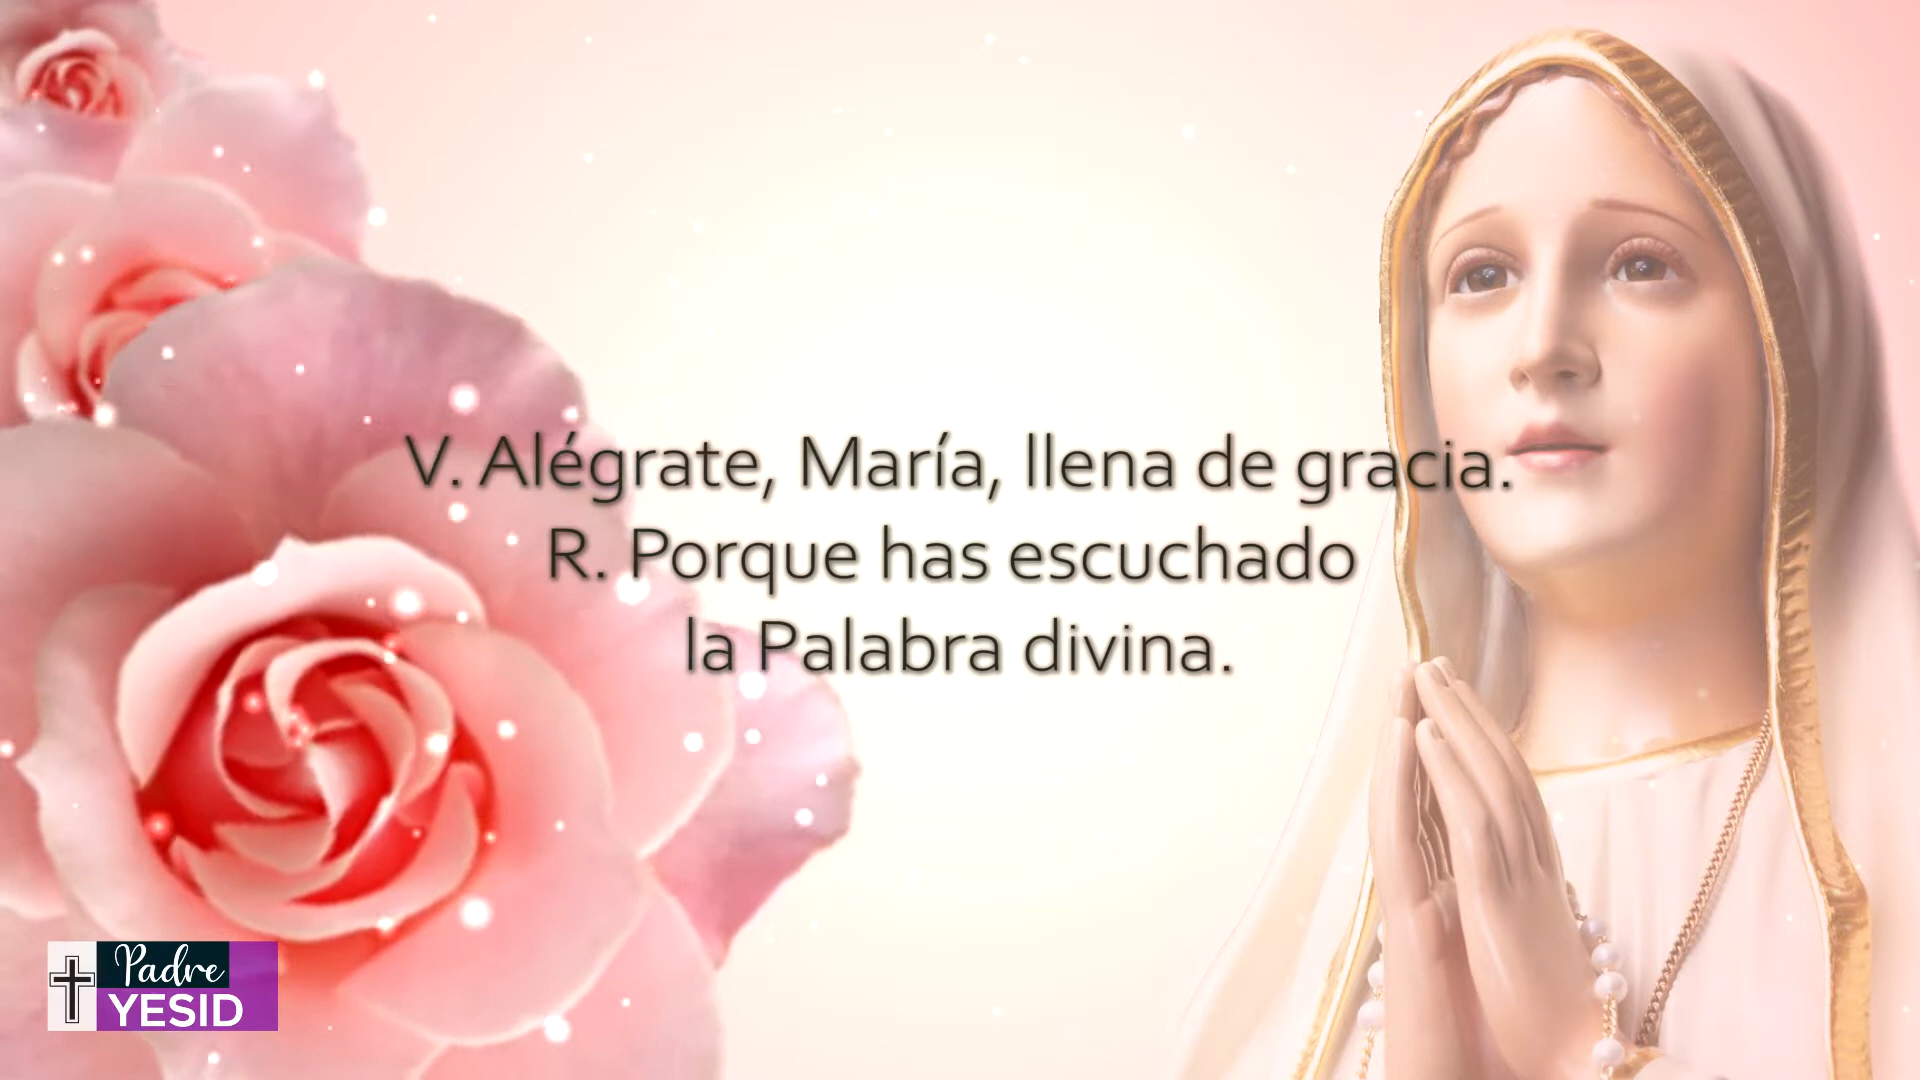 V. Alégrate, María, llena de gracia.
R. Porque has escuchado
la Palabra divina.
Padre
YESID